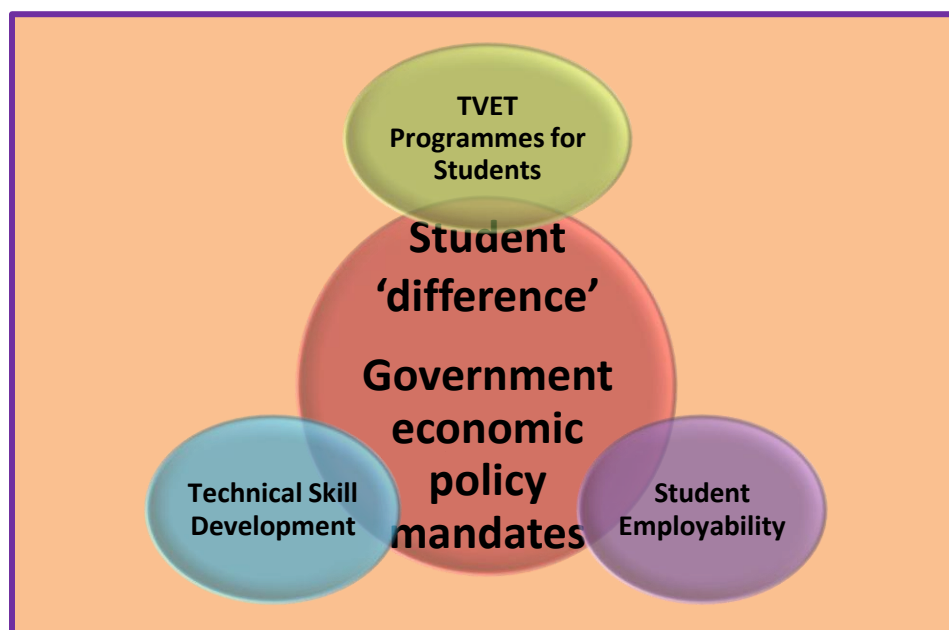 TVET
Programmes for
Students
Student
‘difference’
Government
economic
policy
mandates
Technical Skill
Development
Student
Employability